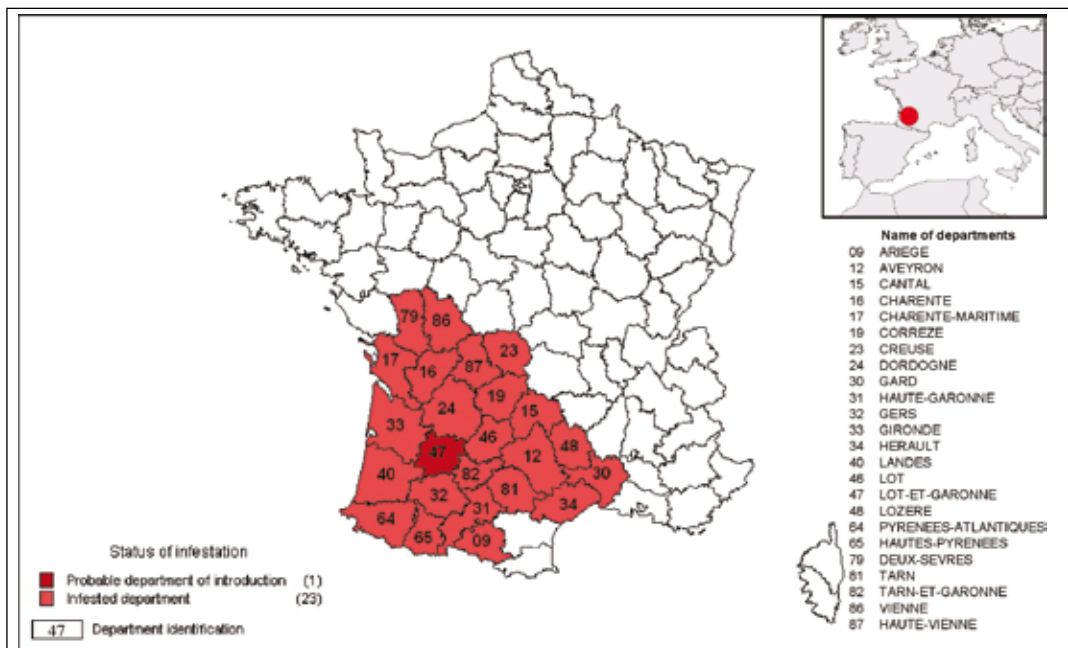 79
86
17
16
87
23
24
19
15
33
46
48
47
12
30
40
82
32
81
34
31
64
65
09
Name of departments
09 ARIEGE
12 AVEYRON
15 CANTAL
16 CHARENTE
17 CHARENTE-MARITIME
19 CORREZE
23 CREUSE
24 DORDOGNE
30 GARD
31 HAUTE-GARONNE
32 GERS
33 GIRONDE
34 HERAULT
40 LANDES
46 LOT
47 LOT-ET-GARONNE
48 LOZERE
64 PYRENEES-ATLANTIQUES
65 HAUTES-PYRENEES
79 DEUX-SEVRES
81 TARN
82 TARN-ET-GARONNE
86 VIENNE
87 HAUTE-VIENNE
Status of infestation
Probable department of introduction (1)
Infested department (23)
47 Department identification